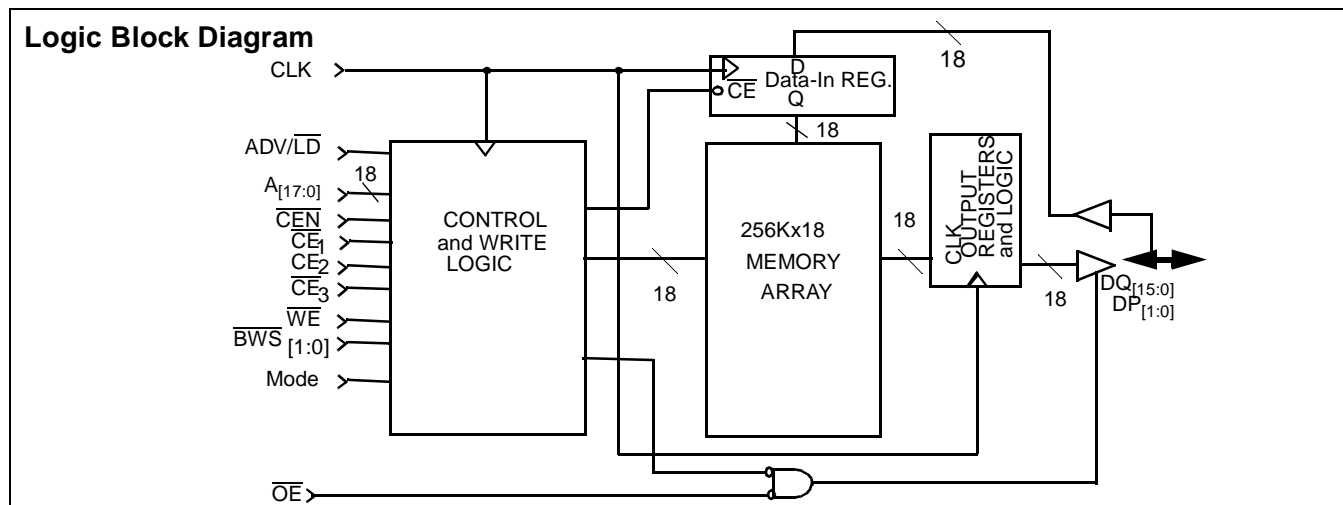 Logic Block Diagram
CLK
ADV/LD
18
A[17:0]
CEN
CE1
CE2
CE3
WE
BWS [1:0]
Mode
OE
CONTROL
and WRITE
LOGIC
18
D
CE
Data-In REG.
Q
18
18
256Kx18
MEMORY
ARRAY
18
CLK
OUTPUT
REGISTERS
and LOGIC
18
DQ[15:0]
DP[1:0]